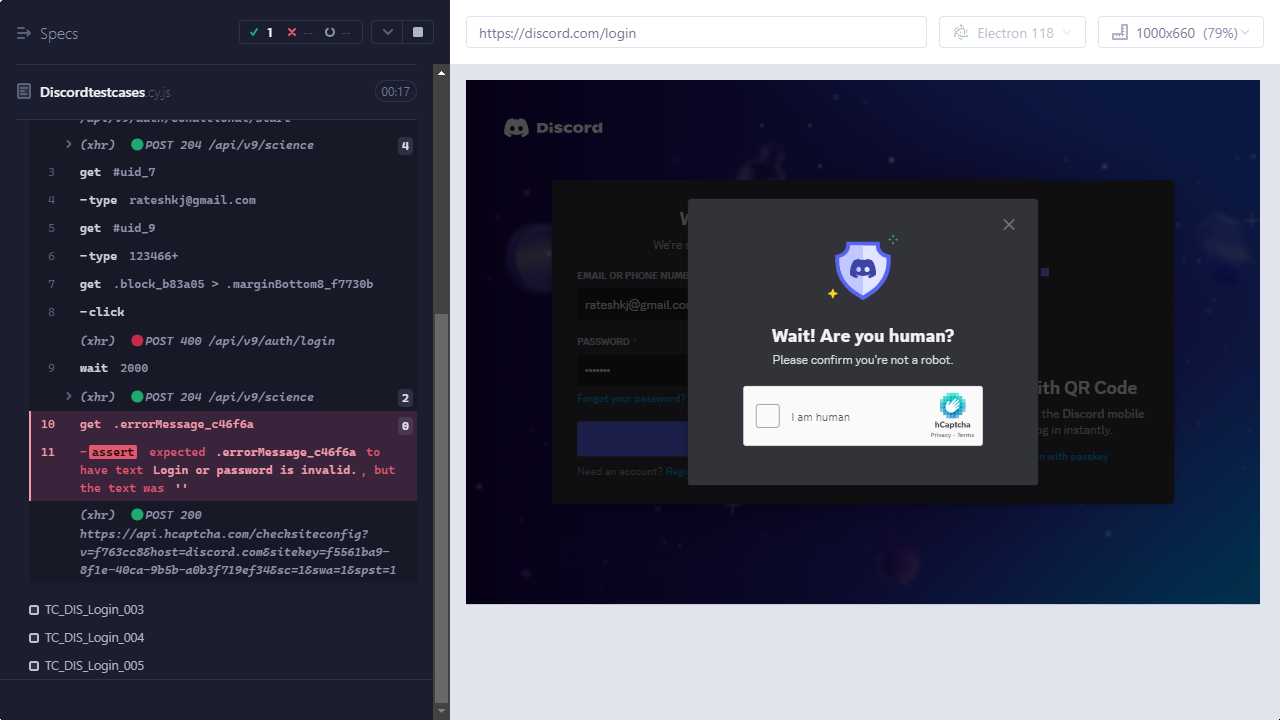 Specs
1
--
--
Discordtestcases.cy.js
00:17
/api/v9/auth/conditional/start
(xhr) POST 204 /api/v9/science
4
3 get #uid_7
4 -type rateshkj@gmail.com
5 get #uid_9
6 -type 123466+
7 get .block_b83a05 > .marginBottom8_f7730b
8 -click
(xhr) POST 400 /api/v9/auth/login
9 wait 2000
(xhr) POST 204 /api/v9/science
2
10 get .errorMessage_c46f6a
0
11 -assert expected .errorMessage_c46f6a to
have text Login or password is invalid., but
the text was ''
(xhr) POST 200
https://api.hcaptcha.com/checksiteconfig?
v=f763cc8&host=discord.com&sitekey=f5561ba9-
8f1e-40ca-9b5b-a0b3f719ef34&sc=1&swa=1&spst=1
TC_DIS_Login_003
TC_DIS_Login_004
TC_DIS_Login_005
https://discord.com/login
Electron 118
1000x660 (79%)
Discord
W
We're s
EMAIL OR PHONE NUMBE
rateshkj@gmail.com
PASSWORD *
•••••••
Forgot your password?
Need an account? Regi
Wait! Are you human?
Please confirm you're not a robot.
I am human
hCaptcha
Privacy - Terms
ith QR Code
the Discord mobile
og in instantly.
n with passkey